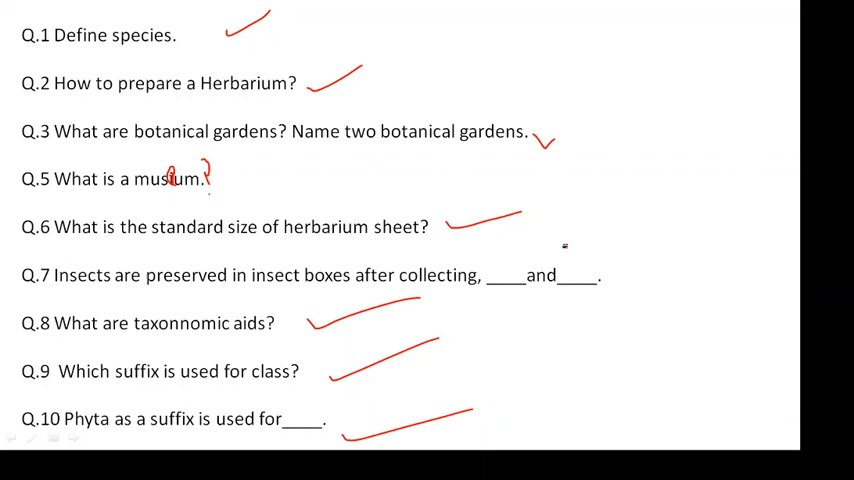 Q.1 Define species.
Q.2 How to prepare a Herbarium?
Q.3 What are botanical gardens? Name two botanical gardens.
Q.5 What is a museum.?
Q.6 What is the standard size of herbarium sheet?
Q.7 Insects are preserved in insect boxes after collecting, ____and____.
Q.8 What are taxonnomic aids?
Q.9 Which suffix is used for class?
Q.10 Phyta as a suffix is used for____.